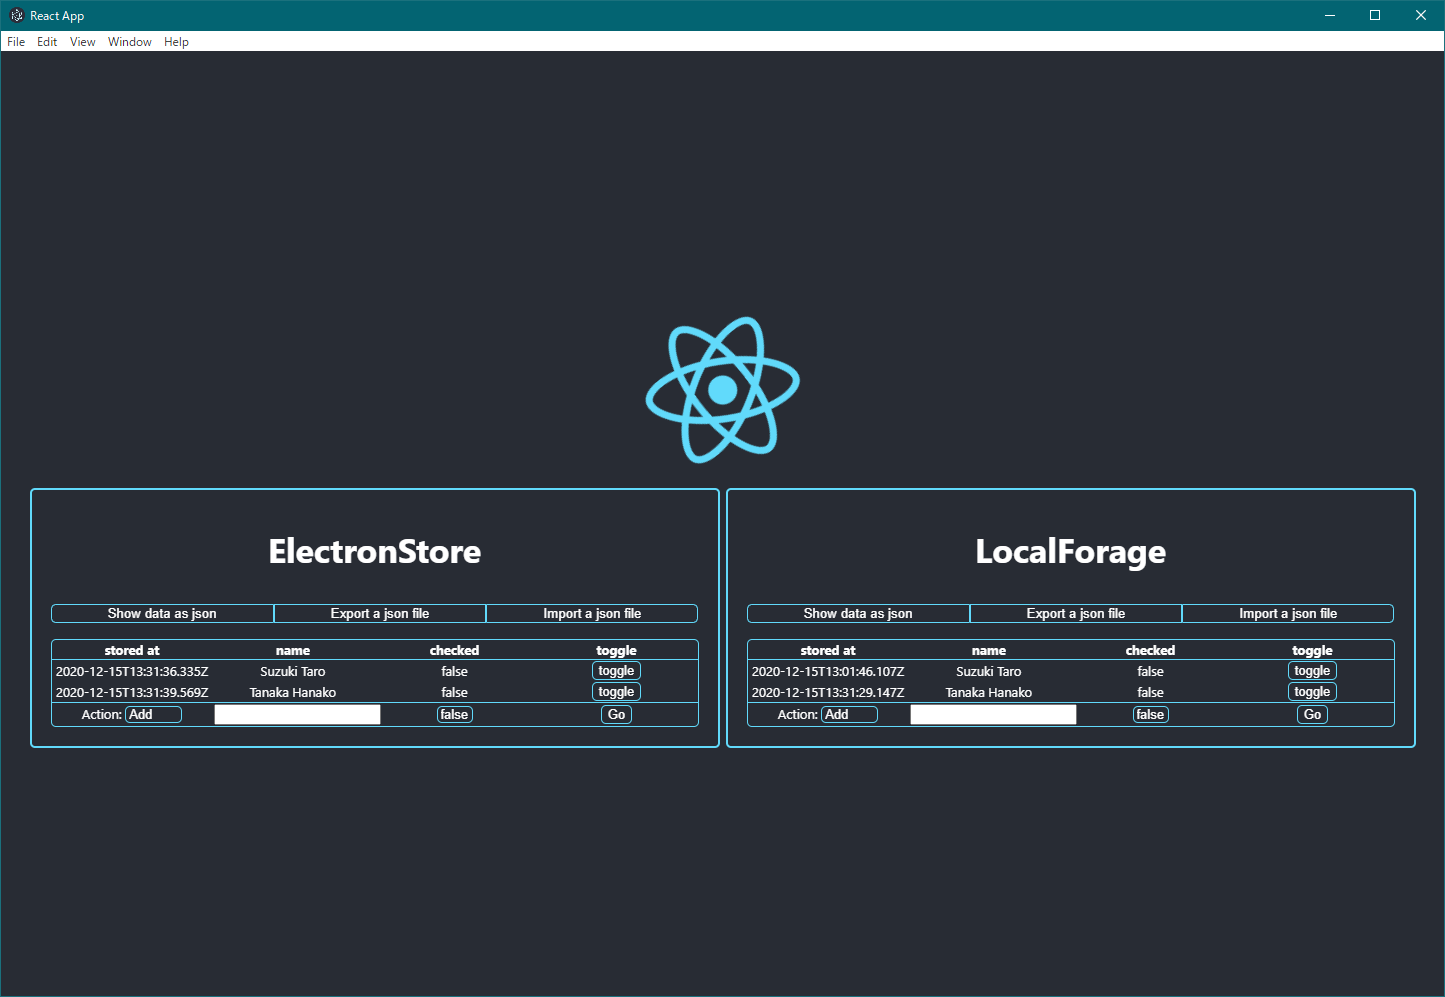 React App
File Edit View Window Help
ElectronStore
Show data as json Export a json file Import a json file
stored at name checked toggle
2020-12-15T13:31:36.335Z Suzuki Taro false toggle
2020-12-15T13:31:39.569Z Tanaka Hanako false toggle
Action: Add false Go
LocalForage
Show data as json Export a json file Import a json file
stored at name checked toggle
2020-12-15T13:01:46.107Z Suzuki Taro false toggle
2020-12-15T13:31:29.147Z Tanaka Hanako false toggle
Action: Add false Go